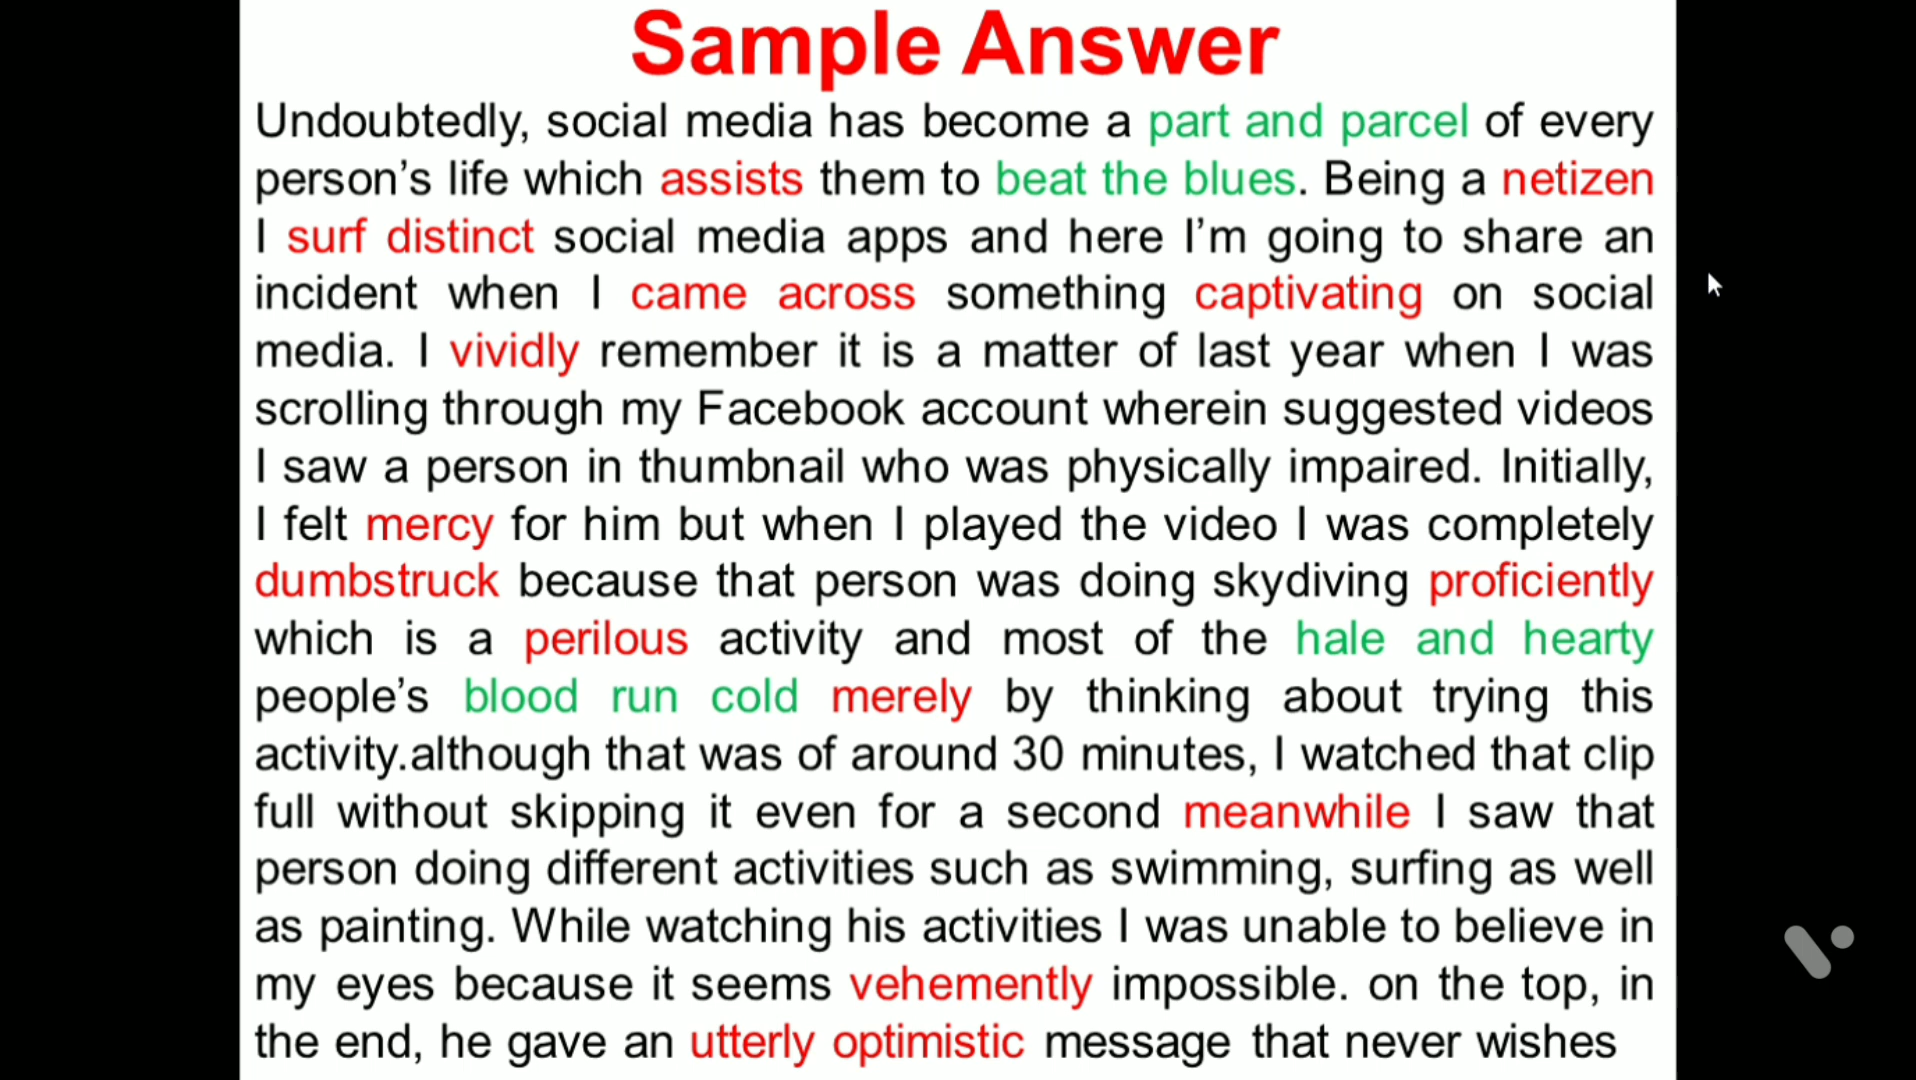 Sample Answer
Undoubtedly, social media has become a part and parcel of every
person’s life which assists them to beat the blues. Being a netizen
I surf distinct social media apps and here I’m going to share an
incident when I came across something captivating on social
media. I vividly remember it is a matter of last year when I was
scrolling through my Facebook account wherein suggested videos
I saw a person in thumbnail who was physically impaired. Initially,
I felt mercy for him but when I played the video I was completely
dumbstruck because that person was doing skydiving proficiently
which is a perilous activity and most of the hale and hearty
people’s blood run cold merely by thinking about trying this
activity.although that was of around 30 minutes, I watched that clip
full without skipping it even for a second meanwhile I saw that
person doing different activities such as swimming, surfing as well
as painting. While watching his activities I was unable to believe in
my eyes because it seems vehemently impossible. on the top, in
the end, he gave an utterly optimistic message that never wishes